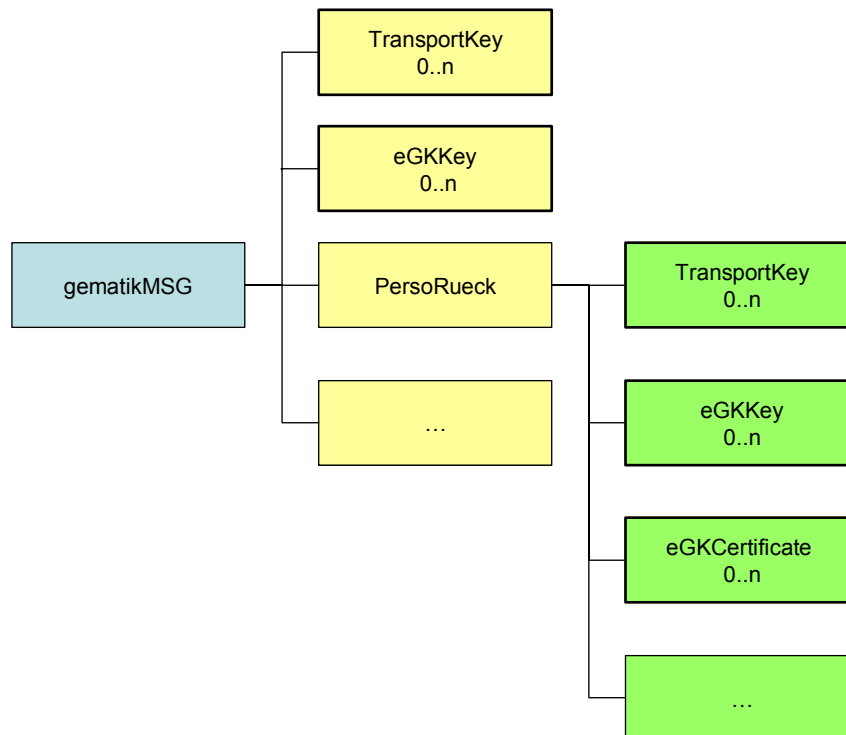 TransportKey
0..n
eGKKey
0..n
gematikMSG
PersoRueck
TransportKey
0..n
…
eGKKey
0..n
eGKCertificate
0..n
…